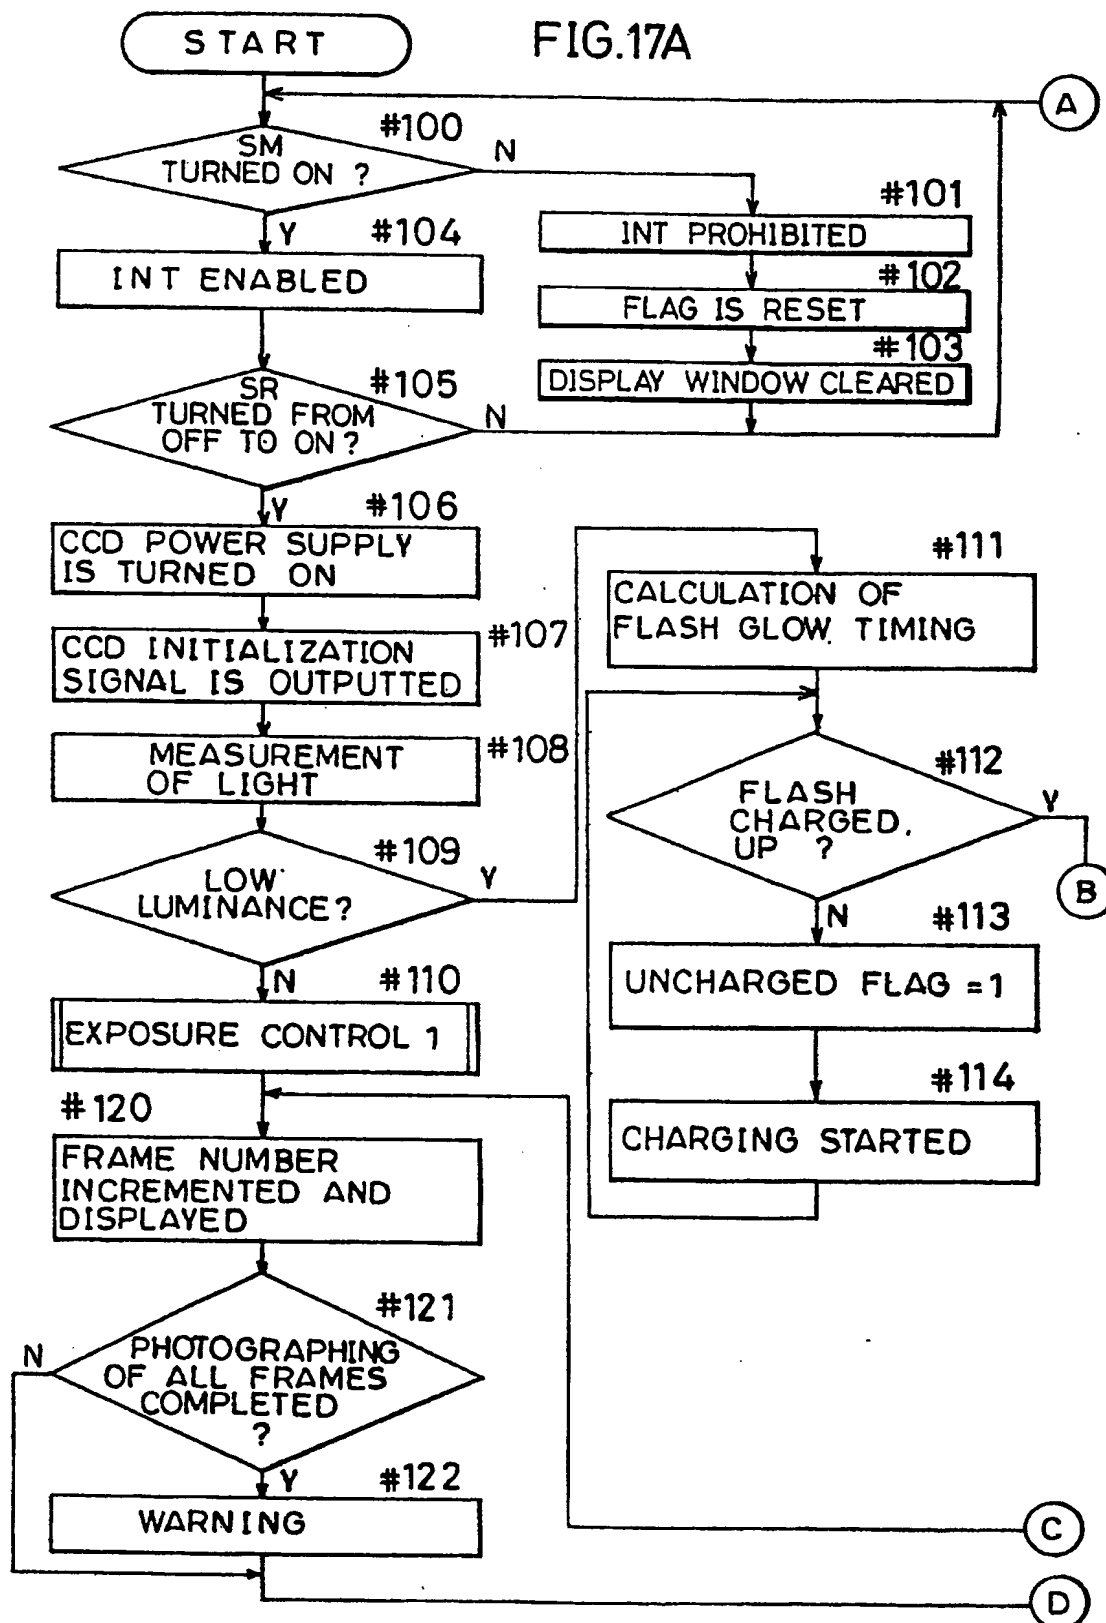 START
FIG.17A
A
#100
SM
TURNED ON ?
N
Y
#101
INT PROHIBITED
#102
FLAG IS RESET
#103
DISPLAY WINDOW CLEARED
#104
INT ENABLED
#105
SR
TURNED FROM
OFF TO ON?
N
Y
#106
CCD POWER SUPPLY
IS TURNED ON
#107
CCD INITIALIZATION
SIGNAL IS OUTPUTTED
#108
MEASUREMENT
OF LIGHT
#109
LOW
LUMINANCE?
Y
N
#110
EXPOSURE CONTROL 1
#111
CALCULATION OF
FLASH GLOW TIMING
#112
FLASH
CHARGED
UP ?
Y
B
N
#113
UNCHARGED FLAG =1
#114
CHARGING STARTED
#120
FRAME NUMBER
INCREMENTED AND
DISPLAYED
#121
N
PHOTOGRAPHING
OF ALL FRAMES
COMPLETED
?
Y
#122
WARNING
C
D